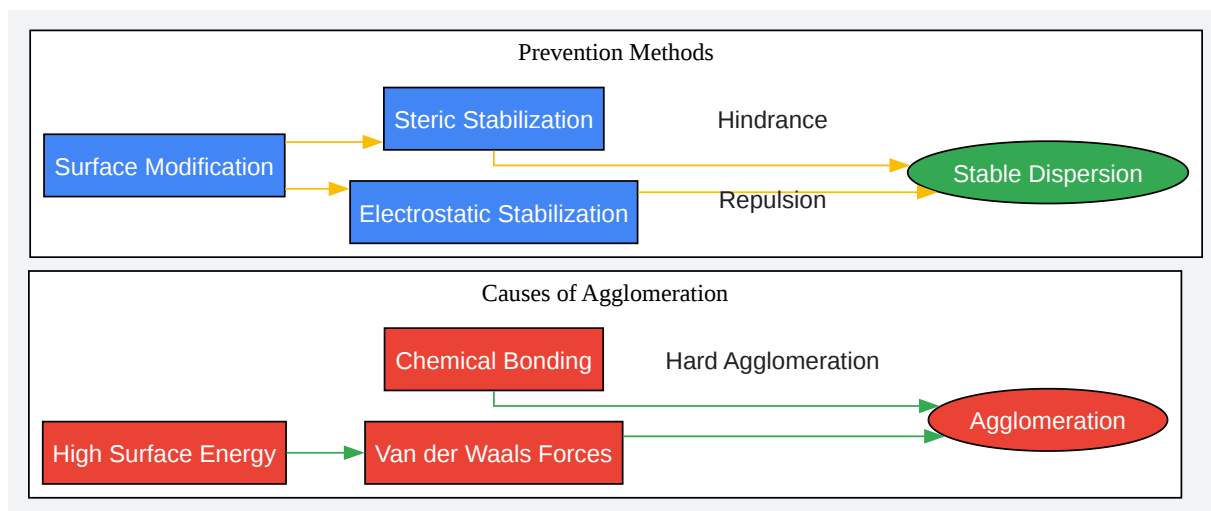 Prevention Methods
Steric Stabilization
Hindrance
Surface Modification
Stable Dispersion
Electrostatic Stabilization
Repulsion
Causes of Agglomeration
Chemical Bonding
Hard Agglomeration
Agglomeration
High Surface Energy
Van der Waals Forces